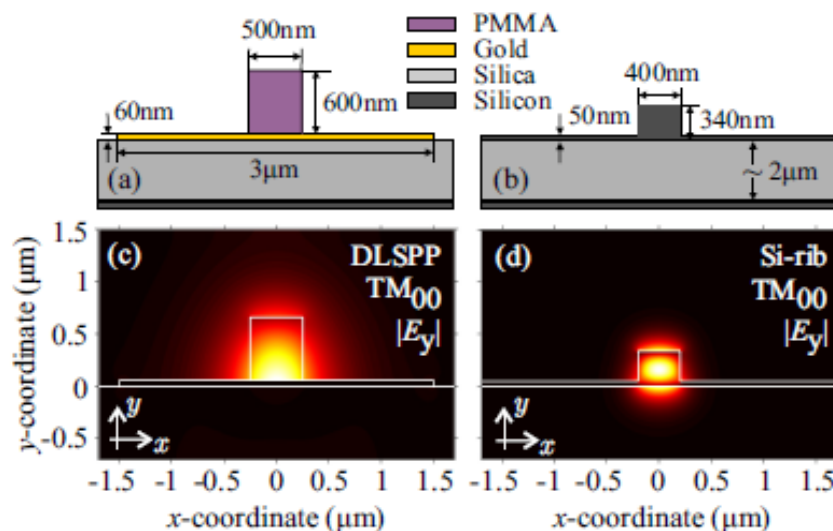 500nm
PMMA
Gold
Silica
Silicon
400nm
60nm
600nm
50nm
340nm
(a)
3μm
(b)
~ 2μm
(c)
DLSPP
TM00
|Ey|
(d)
Si-rib
TM00
|Ey|
y-coordinate (μm)
1.5
1
0.5
0
-0.5
y
x
y
x
-1.5 -1 -0.5 0 0.5 1 1.5
-1.5 -1 -0.5 0 0.5 1 1.5
x-coordinate (μm)
x-coordinate (μm)